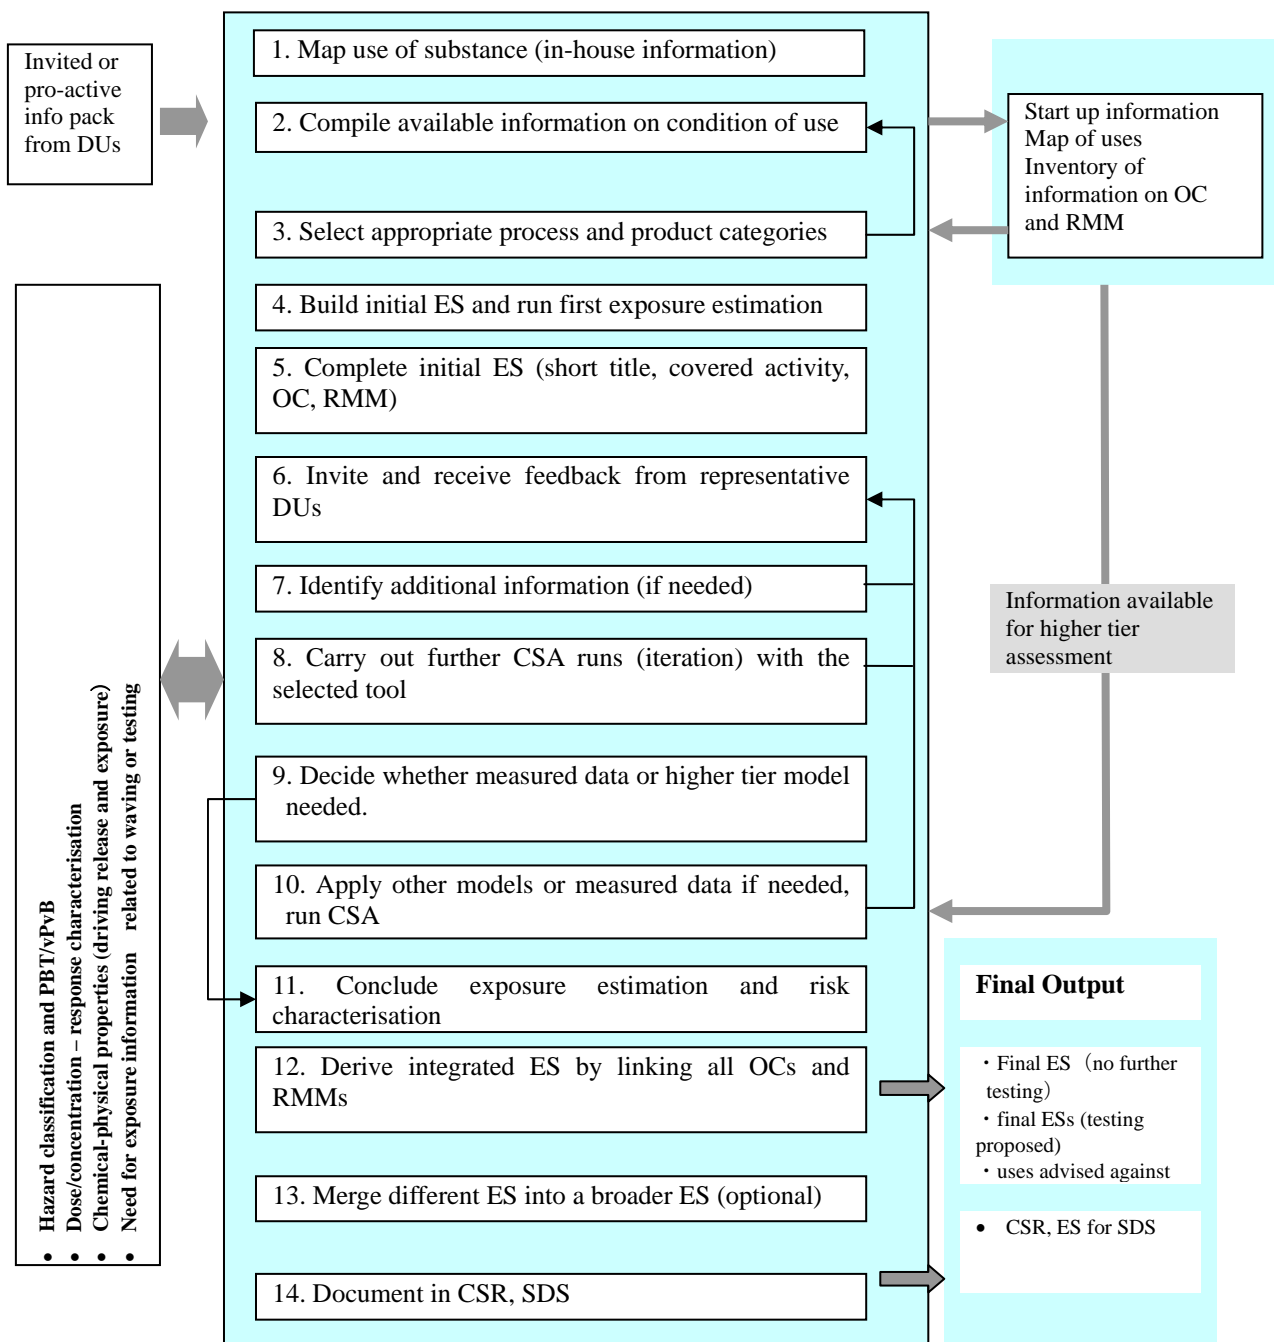 Invited or
pro-active
info pack
from DUs
1. Map use of substance (in-house information)
2. Compile available information on condition of use
3. Select appropriate process and product categories
4. Build initial ES and run first exposure estimation
5. Complete initial ES (short title, covered activity,
OC, RMM)
6. Invite and receive feedback from representative
DUs
7. Identify additional information (if needed)
8. Carry out further CSA runs (iteration) with the
selected tool
9. Decide whether measured data or higher tier model
needed.
10. Apply other models or measured data if needed,
run CSA
11. Conclude exposure estimation and risk
characterisation
12. Derive integrated ES by linking all OCs and
RMMs
13. Merge different ES into a broader ES (optional)
14. Document in CSR, SDS
Start up information
Map of uses
Inventory of
information on OC
and RMM
Information available
for higher tier
assessment
• Hazard classification and PBT/vPvB
• Dose/concentration – response characterisation
• Chemical-physical properties (driving release and exposure)
• Need for exposure information related to waving or testing
Final Output
・Final ES（no further
testing）
・final ESs (testing
proposed)
・uses advised against
• CSR, ES for SDS